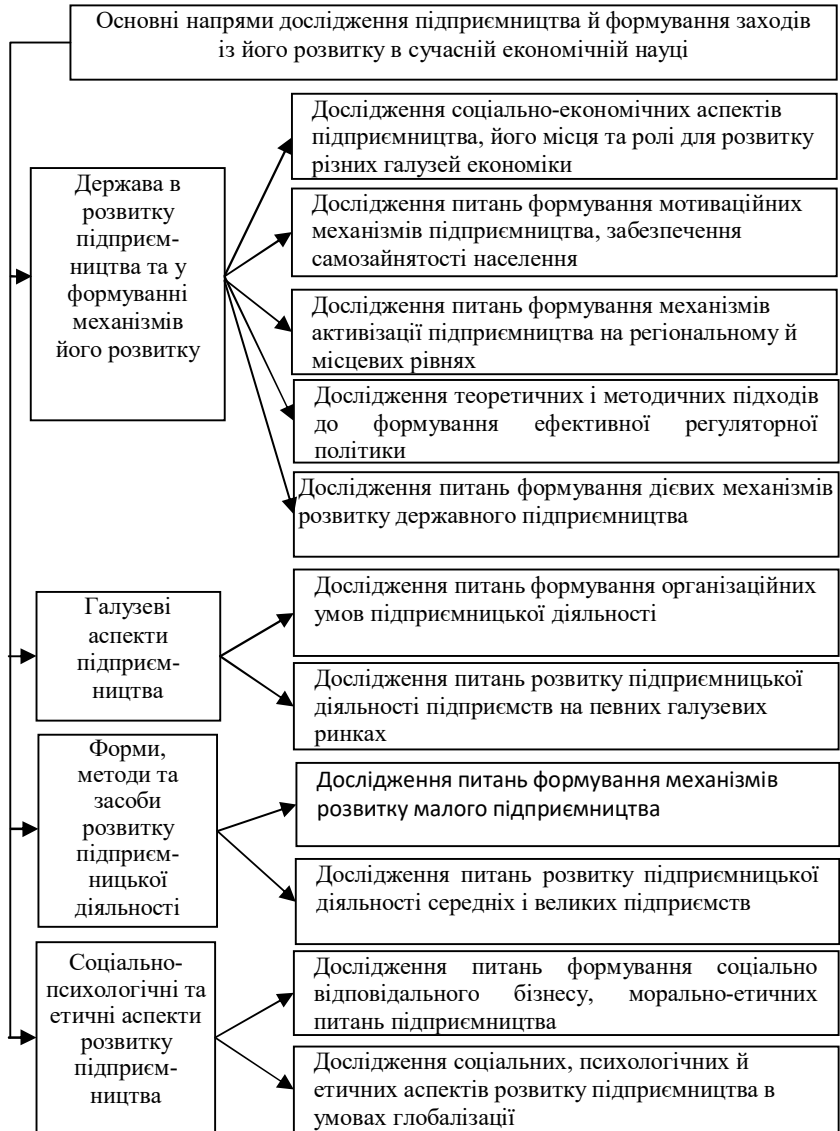 Основні напрями дослідження підприємництва й формування заходів
із його розвитку в сучасній економічній науці
Держава в
розвитку
підприєм-
ництва та у
формуванні
механізмів
його розвитку
Дослідження соціально-економічних аспектів
підприємництва, його місця та ролі для розвитку
різних галузей економіки
Дослідження питань формування мотиваційних
механізмів підприємництва, забезпечення
самозайнятості населення
Дослідження питань формування механізмів
активізації підприємництва на регіональному й
місцевих рівнях
Дослідження теоретичних і методичних підходів
до формування ефективної регуляторної
політики
Дослідження питань формування дієвих механізмів
розвитку державного підприємництва
Галузеві
аспекти
підприєм-
ництва
Дослідження питань формування організаційних
умов підприємницької діяльності
Дослідження питань розвитку підприємницької
діяльності підприємств на певних галузевих
ринках
Форми,
методи та
засоби
розвитку
підприєм-
ницької
діяльності
Дослідження питань формування механізмів
розвитку малого підприємництва
Дослідження питань розвитку підприємницької
діяльності середніх і великих підприємств
Соціально-
психологічні та
етичні аспекти
розвитку
підприєм-
ництва
Дослідження питань формування соціально
відповідального бізнесу, морально-етичних
питань підприємництва
Дослідження соціальних, психологічних й
етичних аспектів розвитку підприємництва в
умовах глобалізації